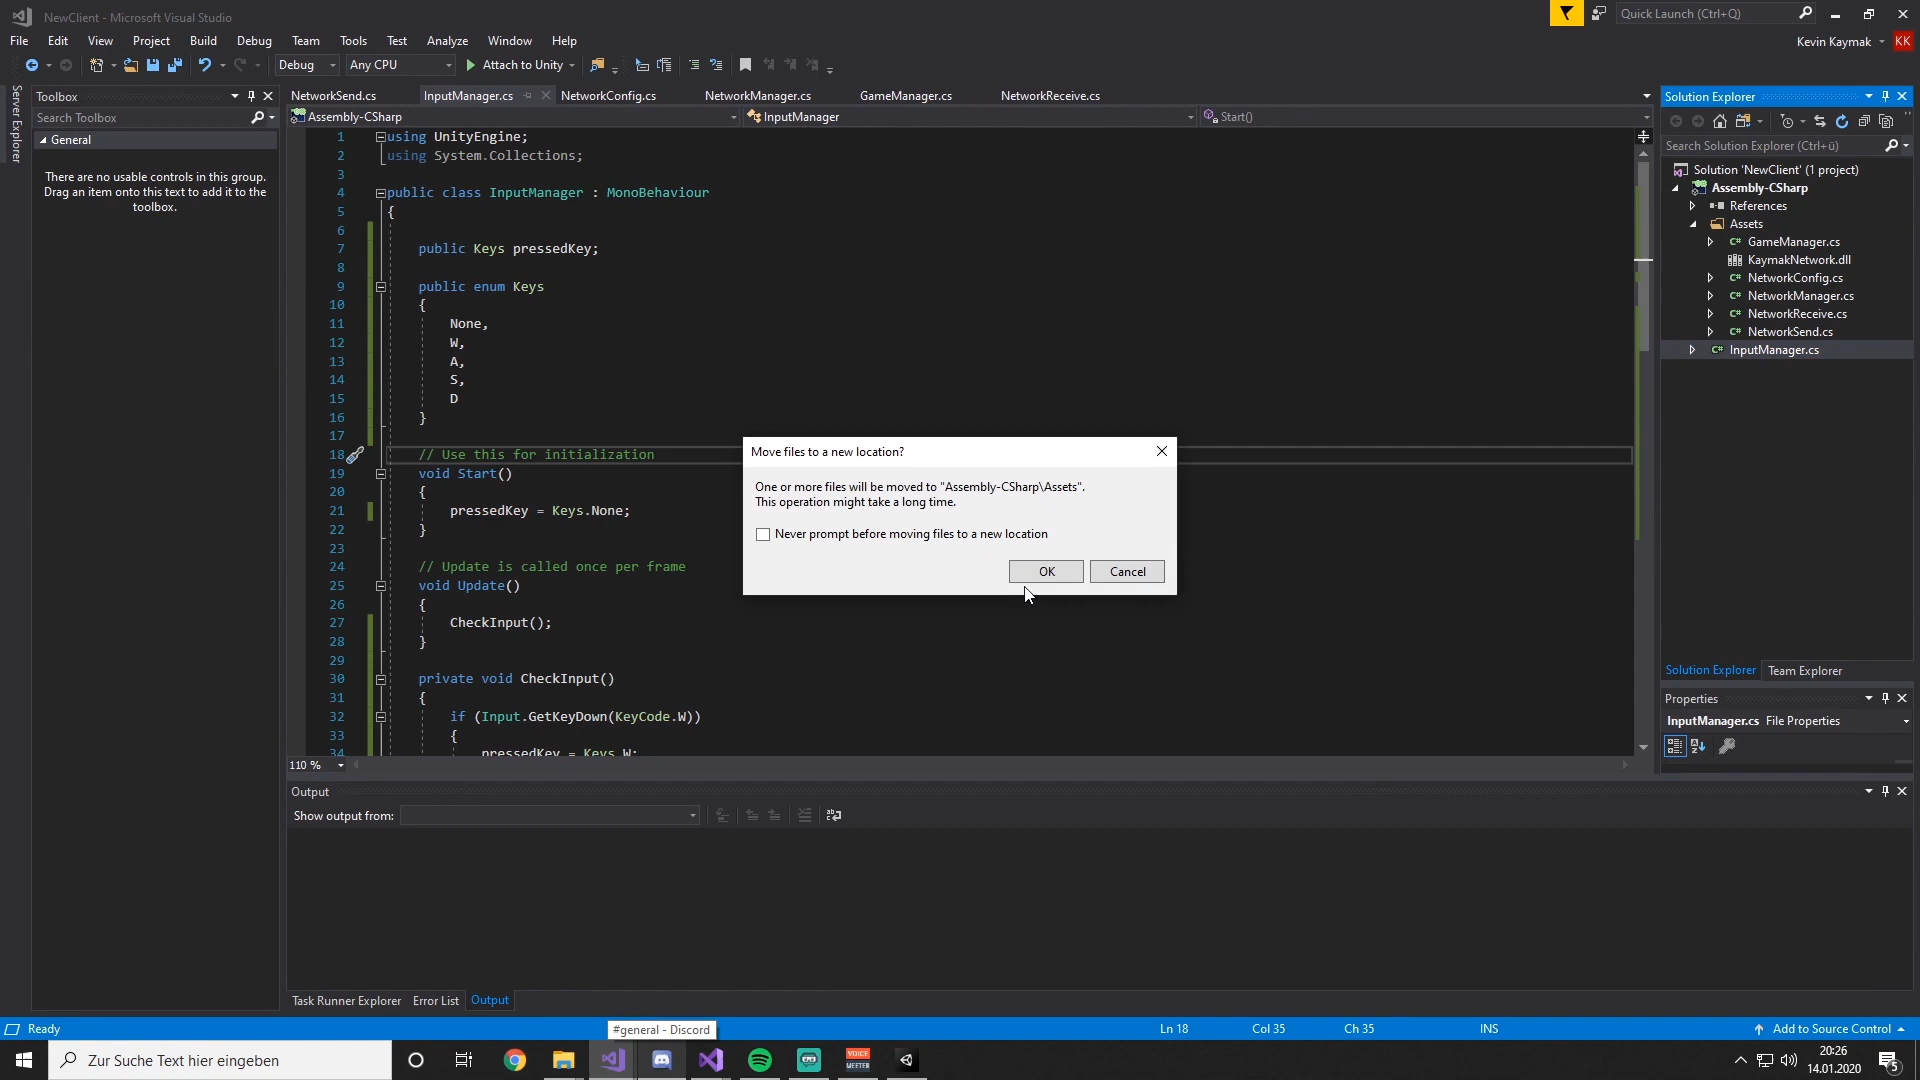 NewClient - Microsoft Visual Studio
Quick Launch (Ctrl+Q)
File Edit View Project Build Debug Team Tools Test Analyze Window Help
Kevin Kaymak KK
Debug Any CPU Attach to Unity
Server Explorer
Toolbox
Search Toolbox
General
There are no usable controls in this group.
Drag an item onto this text to add it to the
toolbox.
NetworkSend.cs InputManager.cs NetworkConfig.cs NetworkManager.cs GameManager.cs NetworkReceive.cs
Assembly-CSharp InputManager Start()
1 using UnityEngine;
2 using System.Collections;
3
4 public class InputManager : MonoBehaviour
5 {
6
7 public Keys pressedKey;
8
9 public enum Keys
10 {
11 None,
12 W,
13 A,
14 S,
15 D
16 }
17
18 // Use this for initialization
19 void Start()
20 {
21 pressedKey = Keys.None;
22 }
23
24 // Update is called once per frame
25 void Update()
26 {
27 CheckInput();
28 }
29
30 private void CheckInput()
31 {
32 if (Input.GetKeyDown(KeyCode.W))
33 {
34 pressedKey = Keys.W;
110 %
Move files to a new location?
One or more files will be moved to "Assembly-CSharp\Assets".
This operation might take a long time.
Never prompt before moving files to a new location
OK Cancel
Solution Explorer
Search Solution Explorer (Ctrl+ü)
Solution 'NewClient' (1 project)
Assembly-CSharp
References
Assets
C# GameManager.cs
KaymakNetwork.dll
C# NetworkConfig.cs
C# NetworkManager.cs
C# NetworkReceive.cs
C# NetworkSend.cs
C# InputManager.cs
Solution Explorer Team Explorer
Properties
InputManager.cs File Properties
Output
Show output from:
Task Runner Explorer Error List Output
Ready
#general - Discord
Ln 18 Col 35 Ch 35 INS
Add to Source Control
Zur Suche Text hier eingeben
VOICE
MEETER
20:26
14.01.2020
5